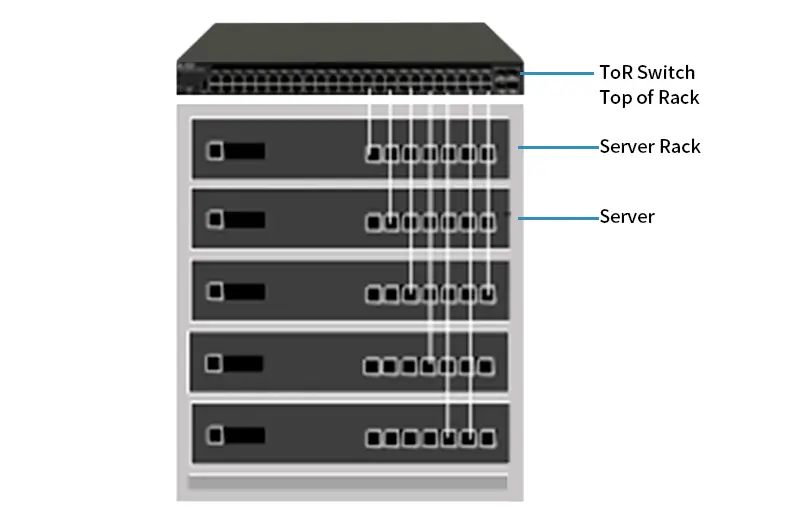 ToR Switch
Top of Rack
Server Rack
Server